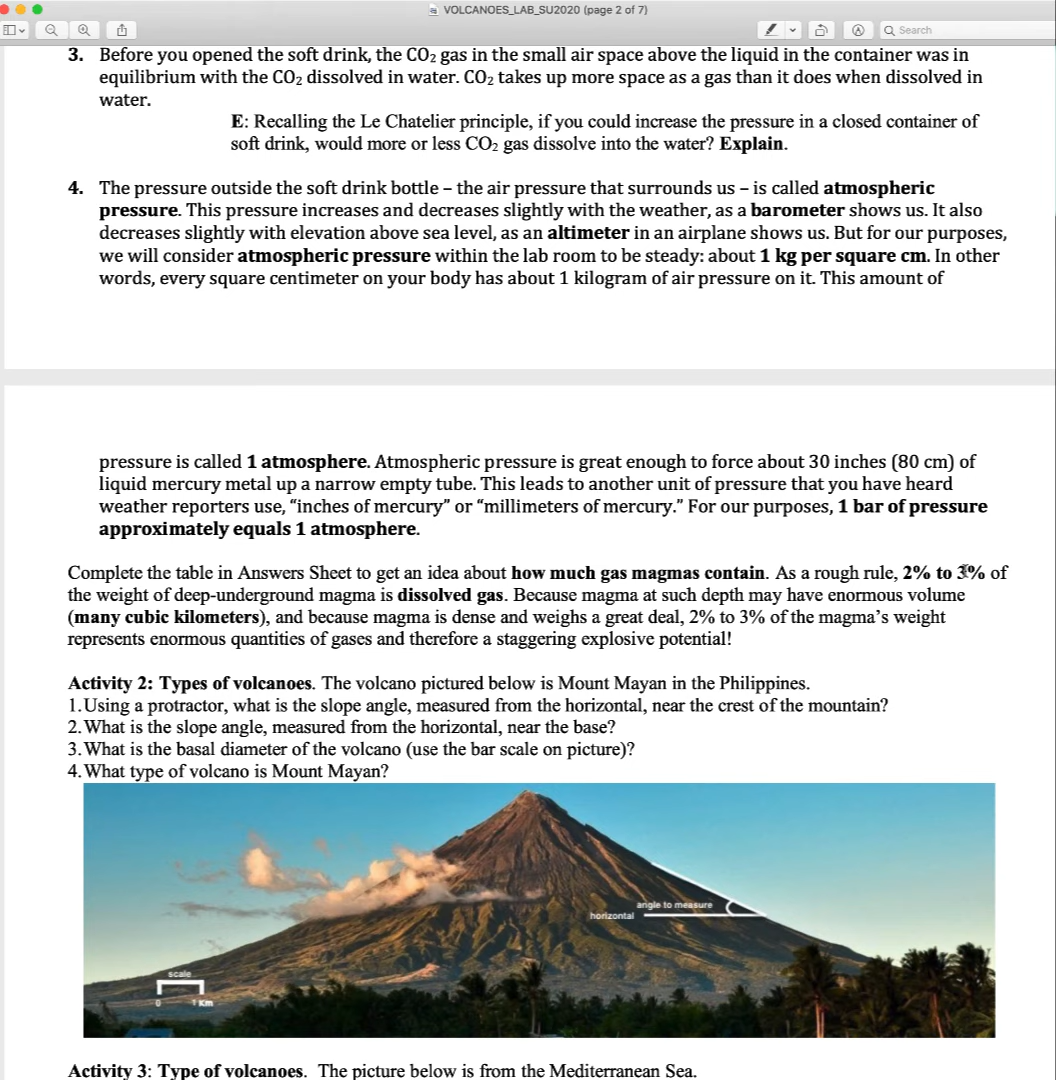 VOLCANOES_LAB_SU2020 (page 2 of 7)
Search
3. Before you opened the soft drink, the CO₂ gas in the small air space above the liquid in the container was in
equilibrium with the CO₂ dissolved in water. CO₂ takes up more space as a gas than it does when dissolved in
water.
E: Recalling the Le Chatelier principle, if you could increase the pressure in a closed container of
soft drink, would more or less CO₂ gas dissolve into the water? Explain.
4. The pressure outside the soft drink bottle – the air pressure that surrounds us – is called atmospheric
pressure. This pressure increases and decreases slightly with the weather, as a barometer shows us. It also
decreases slightly with elevation above sea level, as an altimeter in an airplane shows us. But for our purposes,
we will consider atmospheric pressure within the lab room to be steady: about 1 kg per square cm. In other
words, every square centimeter on your body has about 1 kilogram of air pressure on it. This amount of
pressure is called 1 atmosphere. Atmospheric pressure is great enough to force about 30 inches (80 cm) of
liquid mercury metal up a narrow empty tube. This leads to another unit of pressure that you have heard
weather reporters use, “inches of mercury” or “millimeters of mercury.” For our purposes, 1 bar of pressure
approximately equals 1 atmosphere.
Complete the table in Answers Sheet to get an idea about how much gas magmas contain. As a rough rule, 2% to 3% of
the weight of deep-underground magma is dissolved gas. Because magma at such depth may have enormous volume
(many cubic kilometers), and because magma is dense and weighs a great deal, 2% to 3% of the magma’s weight
represents enormous quantities of gases and therefore a staggering explosive potential!
Activity 2: Types of volcanoes. The volcano pictured below is Mount Mayan in the Philippines.
1.Using a protractor, what is the slope angle, measured from the horizontal, near the crest of the mountain?
2.What is the slope angle, measured from the horizontal, near the base?
3.What is the basal diameter of the volcano (use the bar scale on picture)?
4.What type of volcano is Mount Mayan?
angle to measure
horizontal
scale
0 1 Km
Activity 3: Type of volcanoes. The picture below is from the Mediterranean Sea.